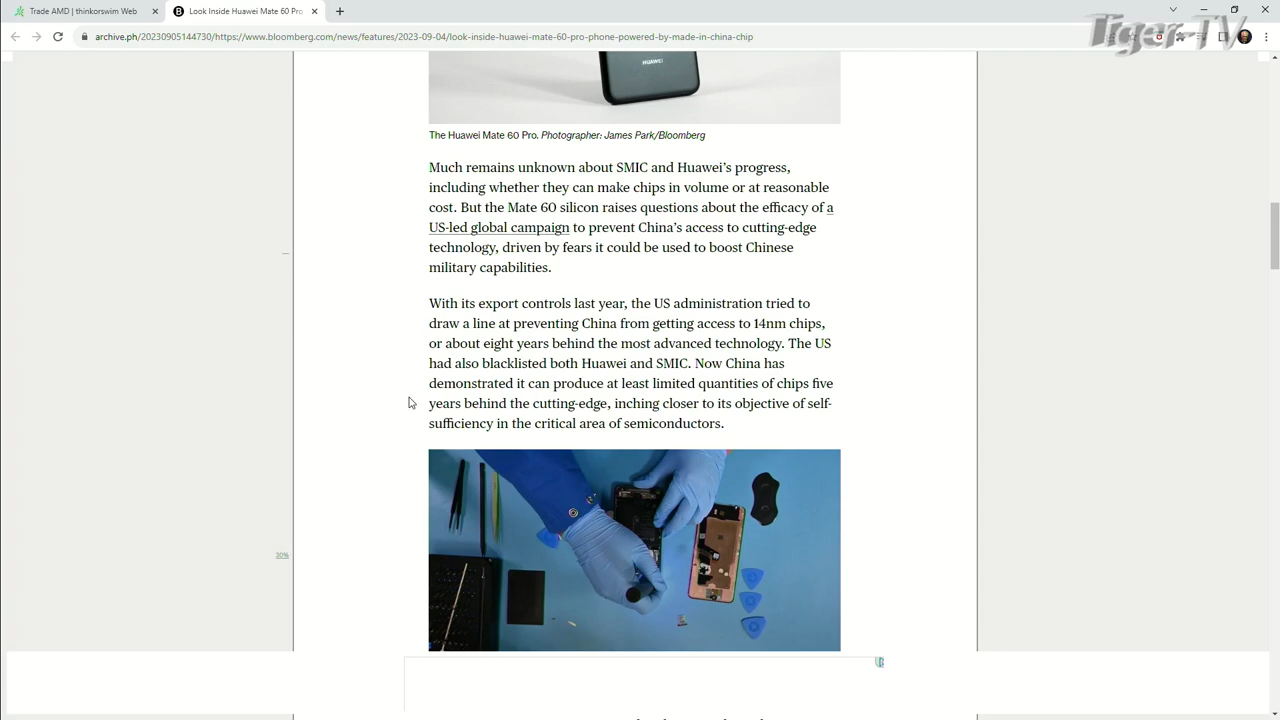 Trade AMD | thinkorswim Web
Look Inside Huawei Mate 60 Pro
Tiger-TV
archive.ph/20230905144730/https://www.bloomberg.com/news/features/2023-09-04/look-inside-huawei-mate-60-pro-phone-powered-by-made-in-china-chip
HUAWEI
The Huawei Mate 60 Pro. Photographer: James Park/Bloomberg
Much remains unknown about SMIC and Huawei’s progress,
including whether they can make chips in volume or at reasonable
cost. But the Mate 60 silicon raises questions about the efficacy of a
US-led global campaign to prevent China’s access to cutting-edge
technology, driven by fears it could be used to boost Chinese
military capabilities.
With its export controls last year, the US administration tried to
draw a line at preventing China from getting access to 14nm chips,
or about eight years behind the most advanced technology. The US
had also blacklisted both Huawei and SMIC. Now China has
demonstrated it can produce at least limited quantities of chips five
years behind the cutting-edge, inching closer to its objective of self-
sufficiency in the critical area of semiconductors.
30%